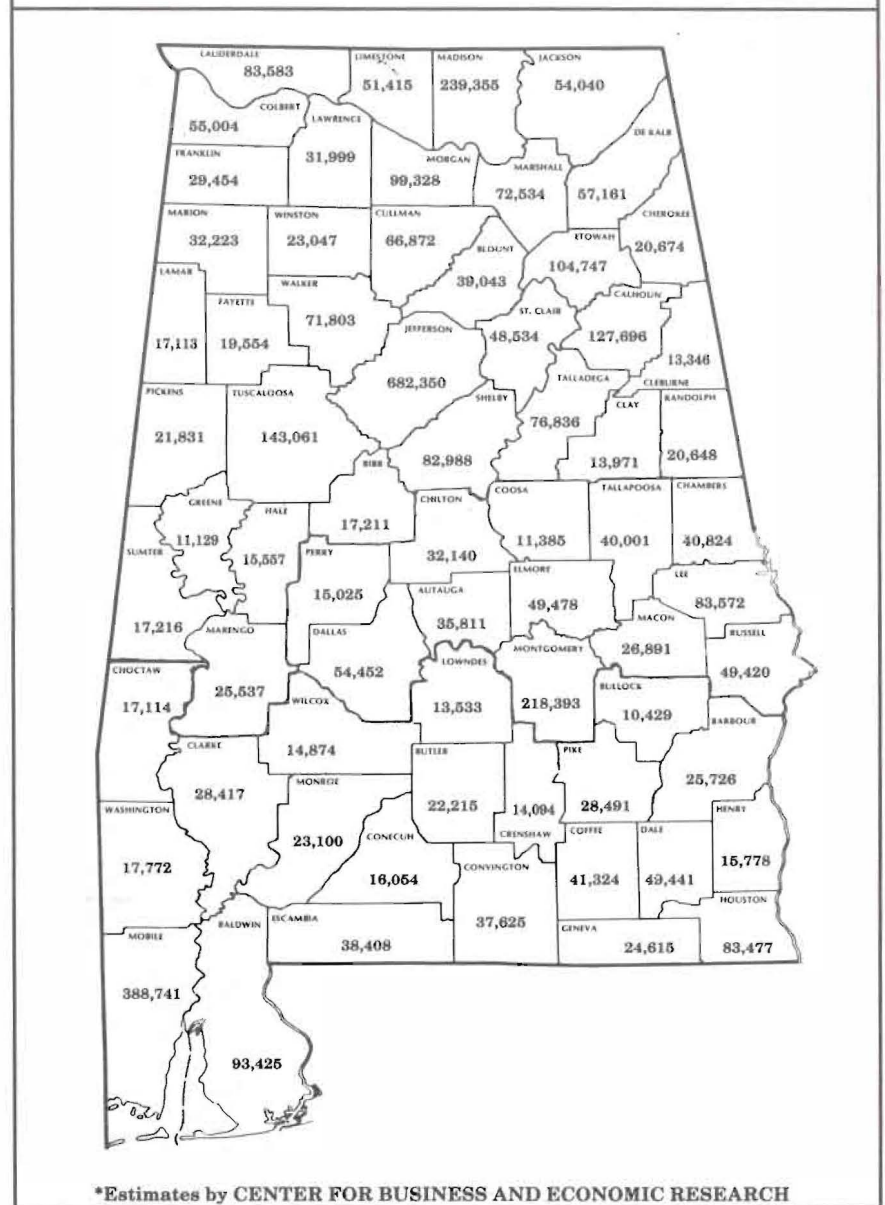 LAUDERDALE
83,583
LIMESTONE
51,415
MADISON
239,355
JACKSON
54,040
COLBERT
55,004
LAWRENCE
31,999
DE KALB
57,161
FRANKLIN
29,454
MORGAN
99,328
MARSHALL
72,534
MARION
32,223
WINSTON
23,047
CULLMAN
66,872
BLOUNT
39,043
ETOWAH
104,747
CHEROKEE
20,674
LAMAR
17,113
FAYETTE
19,554
WALKER
71,803
JEFFERSON
682,350
ST. CLAIR
48,534
CALHOUN
127,696
13,346
CLEBURNE
PICKENS
21,831
TUSCALOOSA
143,061
SHELBY
82,988
TALLADEGA
76,836
CLAY
13,971
RANDOLPH
20,648
BIBB
17,211
GREENE
11,129
HALE
15,557
CHILTON
32,140
COOSA
11,385
TALLAPOOSA
40,001
CHAMBERS
40,824
SUMTER
17,216
PERRY
15,025
AUTAUGA
35,811
ELMORE
49,478
LEE
83,572
MARENGO
25,537
DALLAS
54,452
LOWNDES
13,533
MONTGOMERY
218,393
MACON
26,891
RUSSELL
49,420
CHOCTAW
17,114
WILCOX
14,874
BULLOCK
10,429
BARBOUR
25,726
CLARKE
28,417
BUTLER
22,215
14,094
CRENSHAW
PIKE
28,491
WASHINGTON
17,772
MONROE
23,100
CONECUH
16,054
CONVINGTON
37,625
COFFIE
41,324
DALE
49,441
HENRY
15,778
MOBILE
388,741
BALDWIN
93,425
ESCAMBIA
38,408
GENEVA
24,615
HOUSTON
83,477
*Estimates by CENTER FOR BUSINESS AND ECONOMIC RESEARCH